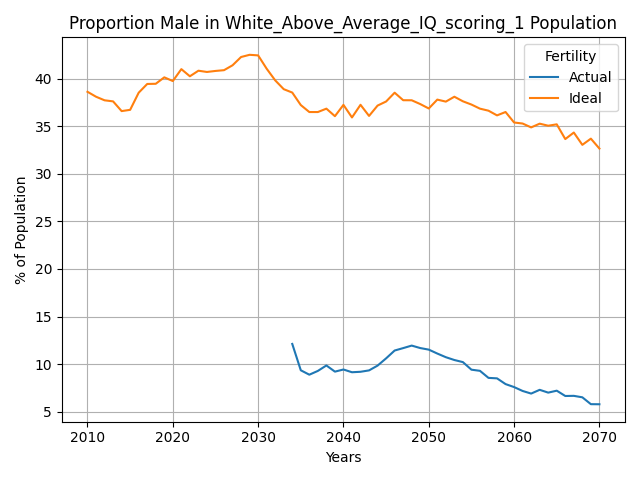 Proportion Male in White_Above_Average_IQ_scoring_1 Population
Fertility
Actual
Ideal
% of Population
40
35
30
25
20
15
10
5
2010 2020 2030 2040 2050 2060 2070
Years